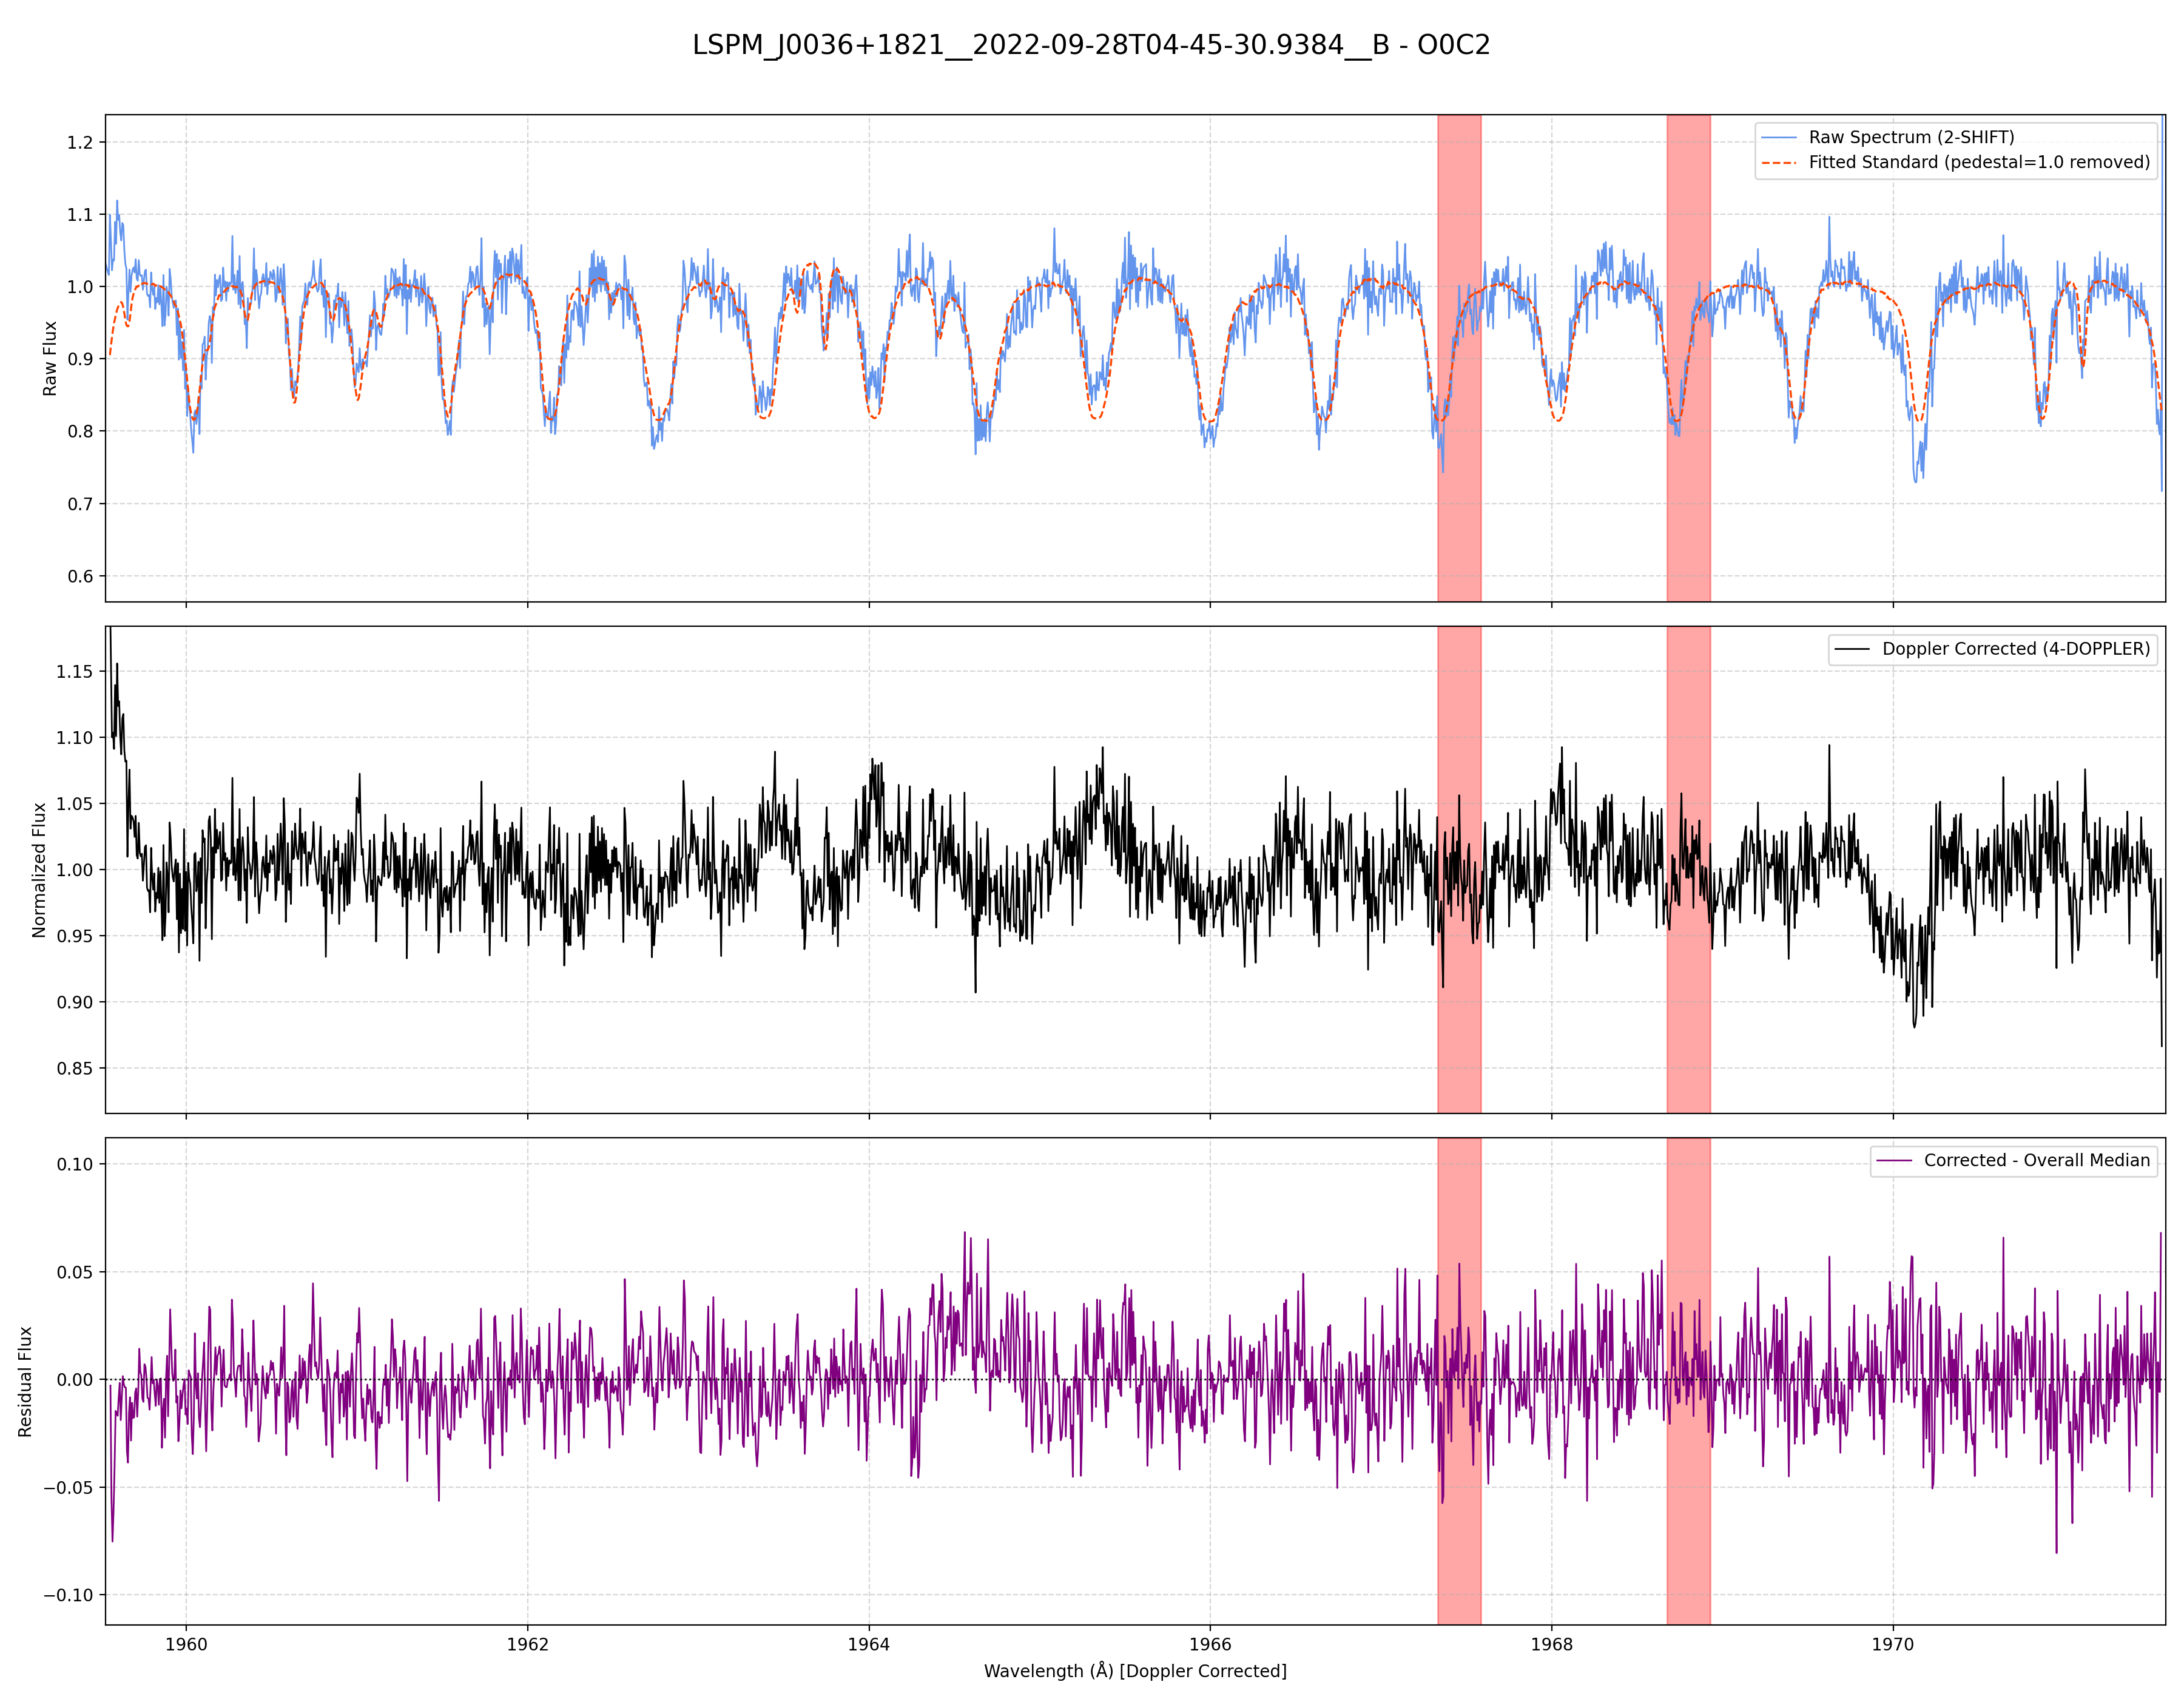 LSPM_J0036+1821__2022-09-28T04-45-30.9384__B - O0C2
Raw Flux
1.2
1.1
1.0
0.9
0.8
0.7
0.6
Raw Spectrum (2-SHIFT)
Fitted Standard (pedestal=1.0 removed)
Normalized Flux
1.15
1.10
1.05
1.00
0.95
0.90
0.85
Doppler Corrected (4-DOPPLER)
Residual Flux
0.10
0.05
0.00
−0.05
−0.10
Corrected - Overall Median
1960 1962 1964 1966 1968 1970
Wavelength (Å) [Doppler Corrected]